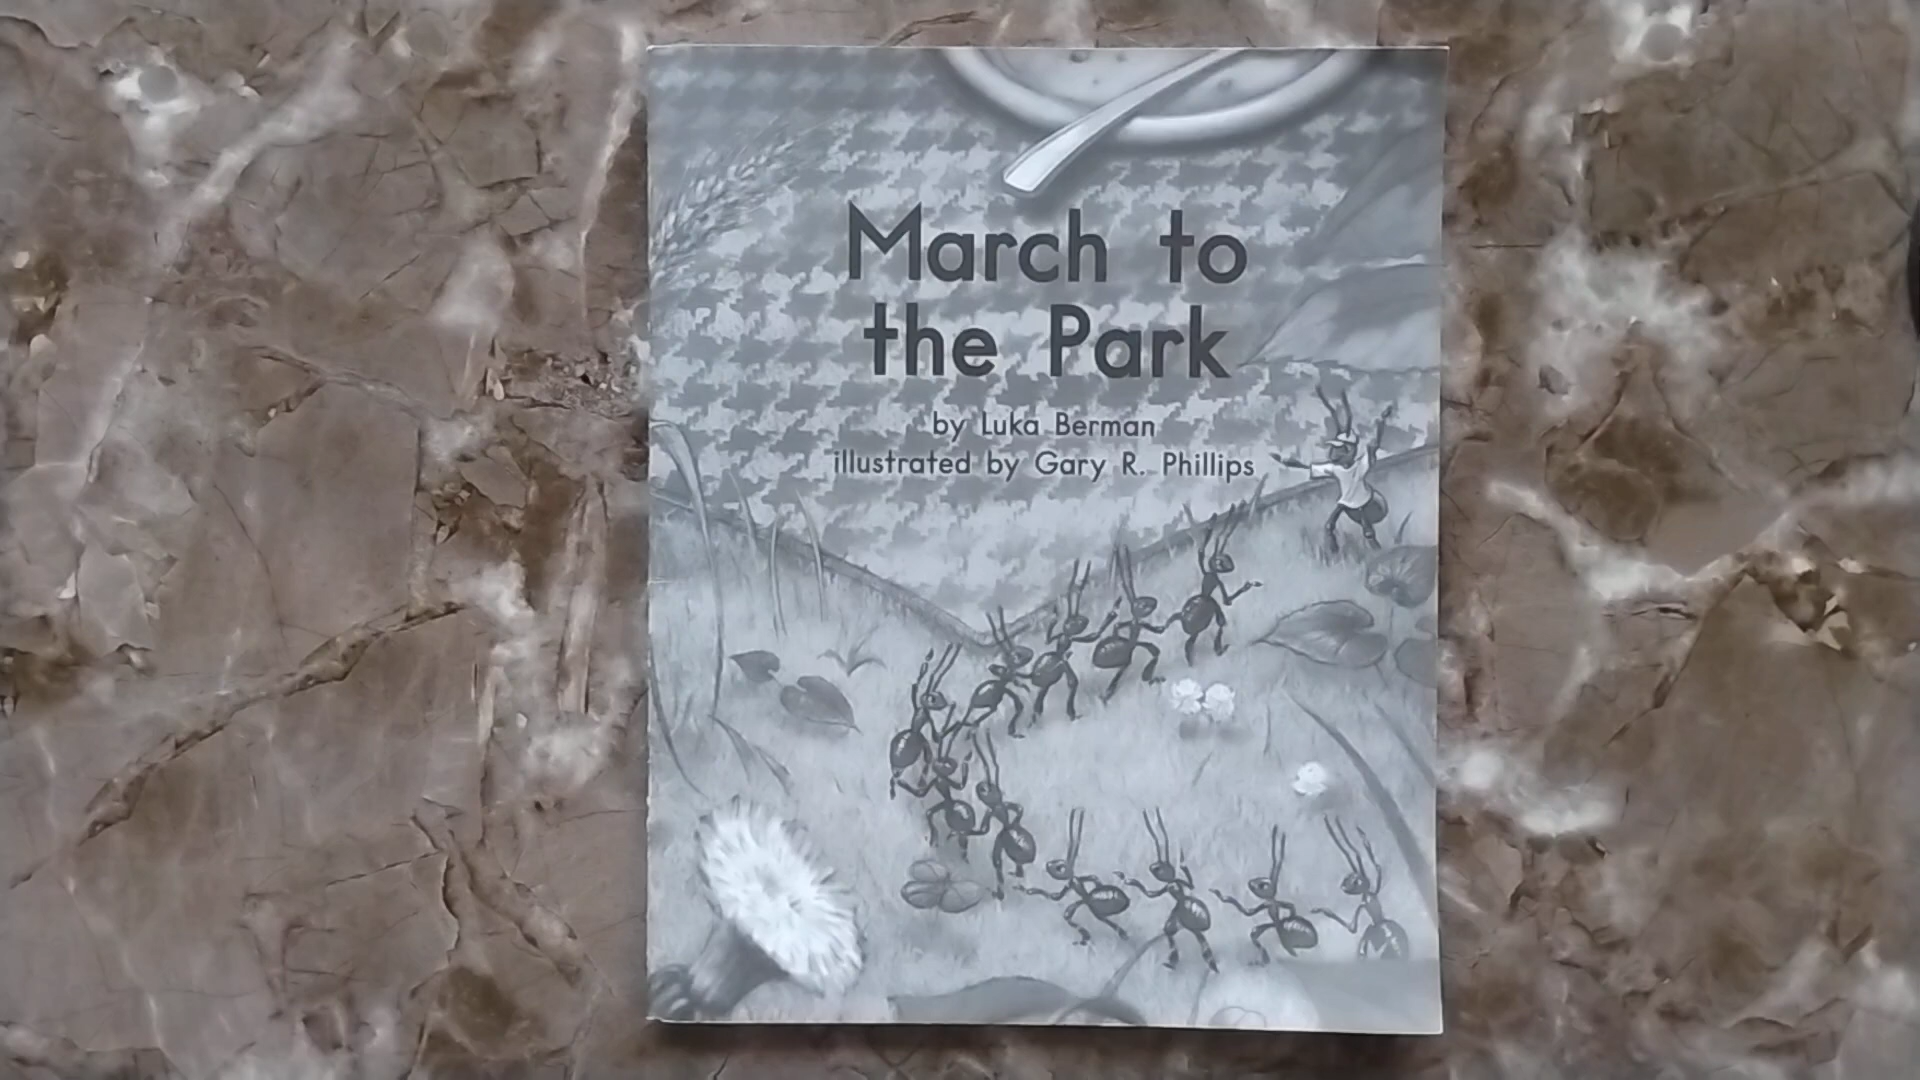 March to
the Park
by Luka Berman
illustrated by Gary R. Phillips